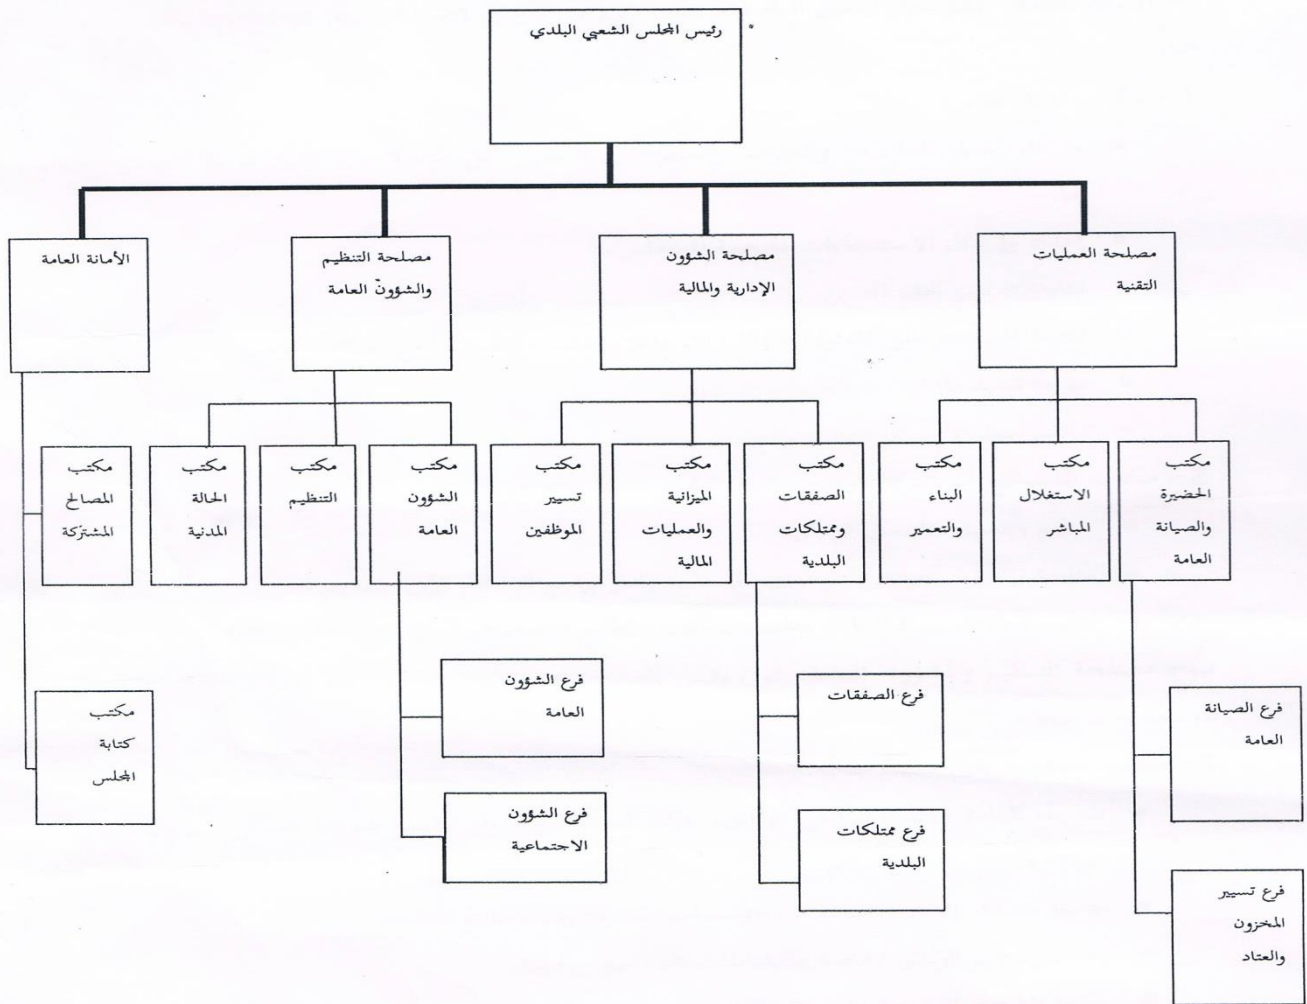 رئيس المجلس الشعبي البلدي
مصلحة العمليات
التقنية
مصلحة الشؤون
الإدارية والمالية
مصلحة التنظيم
والشؤون العامة
الأمانة العامة
مكتب
الحضيرة
والصيانة
العامة
مكتب
الاستغلال
المباشر
مكتب
البناء
والتعمير
مكتب
الصفقات
وممتلكات
البلدية
مكتب
الميزانية
والعمليات
المالية
مكتب
تسيير
الموظفين
مكتب
الشؤون
العامة
مكتب
التنظيم
مكتب
الحالة
المدنية
مكتب
المصالح
المشتركة
فرع الصيانة
العامة
فرع تسيير
المخزون
والعتاد
فرع الصفقات
فرع ممتلكات
البلدية
فرع الشؤون
العامة
فرع الشؤون
الاجتماعية
مكتب
كتابة
المجلس